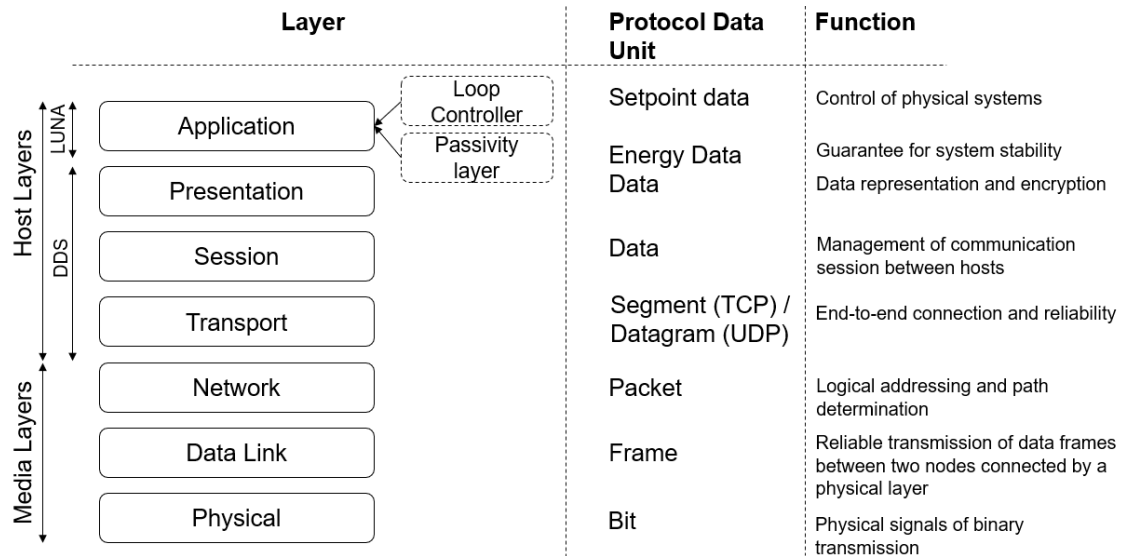 Layer
Protocol Data
Unit
Function
Host Layers
LUNA
DDS
Media Layers
Application
Loop
Controller
Passivity
layer
Setpoint data
Control of physical systems
Energy Data
Guarantee for system stability
Presentation
Data
Data representation and encryption
Session
Data
Management of communication
session between hosts
Transport
Segment (TCP) /
Datagram (UDP)
End-to-end connection and reliability
Network
Packet
Logical addressing and path
determination
Data Link
Frame
Reliable transmission of data frames
between two nodes connected by a
physical layer
Physical
Bit
Physical signals of binary
transmission